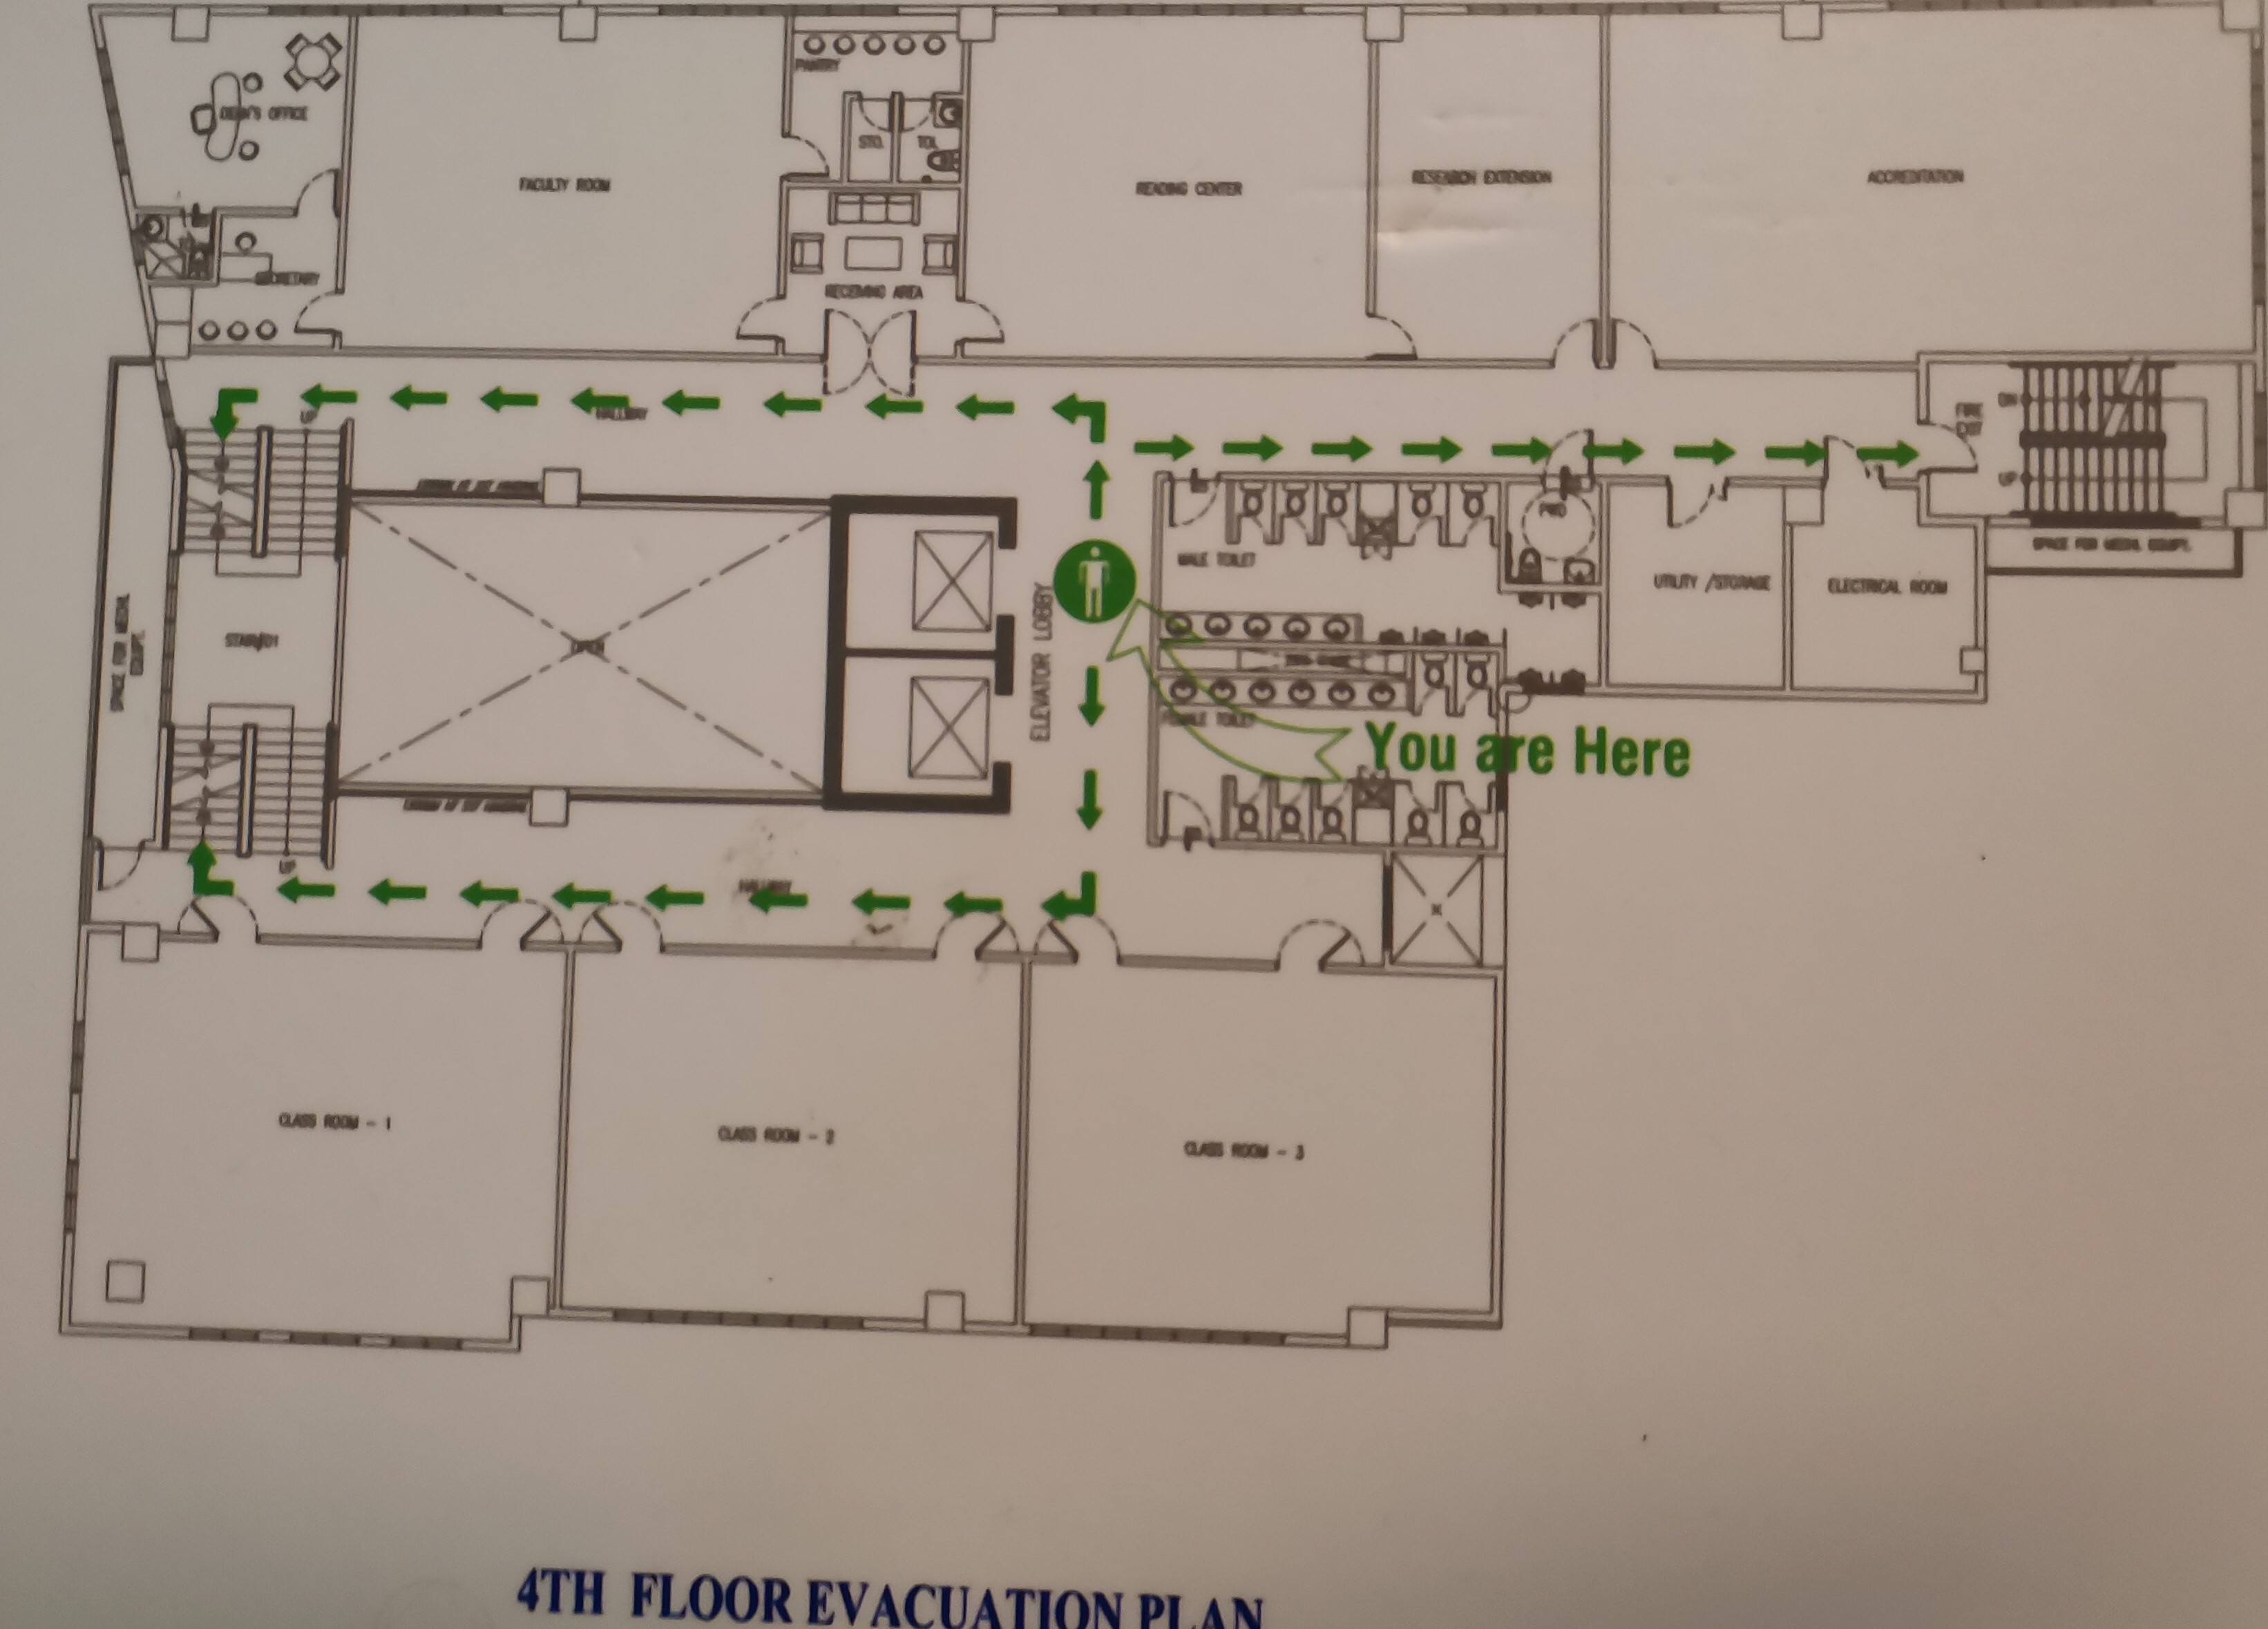 PANTRY
DEAN'S OFFICE
STO.
TOI.
FACULTY ROOM
READING CENTER
RESEARCH EXTENSION
ACCREDITATION
SECRETARY
RECEIVING AREA
UP
HALLWAY
DN
FIRE
EXIT
UP
PWD
MALE TOILET
SPACE FOR MECHL EQUIPT.
UTILITY /STORAGE
ELECTRICAL ROOM
SPACE FOR MECHL
EQUIPT.
STAIR 01
OPEN
ELEVATOR LOBBY
FEMALE TOILET
You are Here
UP
HALLWAY
CLASS ROOM - 1
CLASS ROOM - 2
CLASS ROOM - 3
4TH FLOOR EVACUATION PLAN